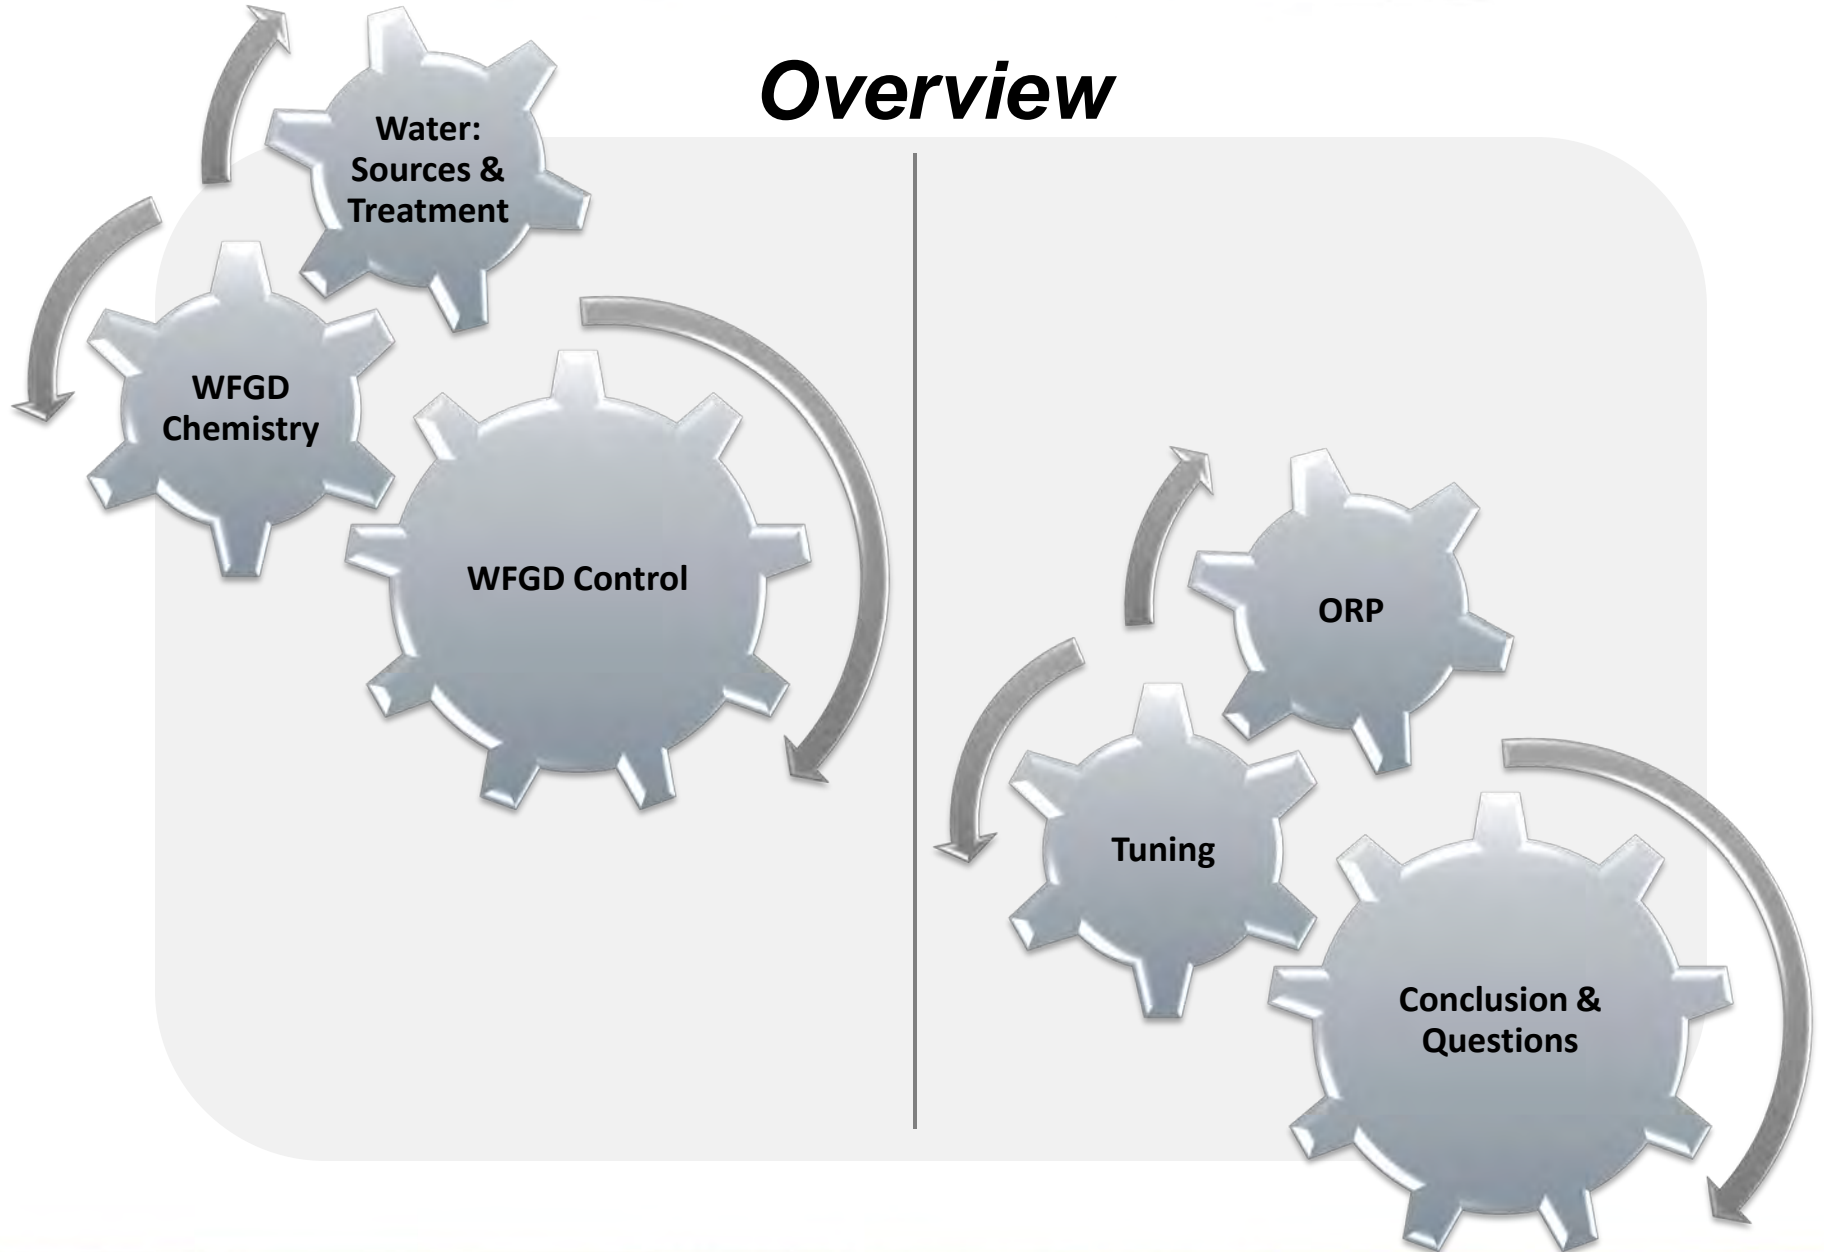 Overview
Water:
Sources &
Treatment
WFGD
Chemistry
WFGD Control
ORP
Tuning
Conclusion &
Questions